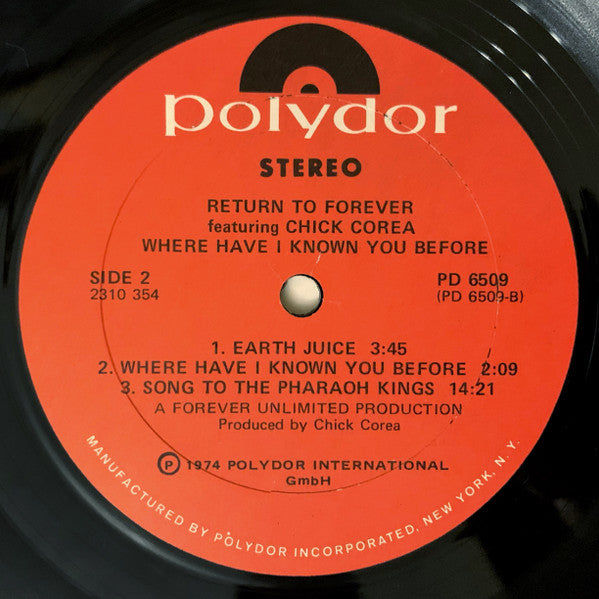 polydor
STEREO
RETURN TO FOREVER
featuring CHICK COREA
WHERE HAVE I KNOWN YOU BEFORE
SIDE 2
2310 354
PD 6509
(PD 6509-B)
1. EARTH JUICE 3:45
2. WHERE HAVE I KNOWN YOU BEFORE 2:09
3. SONG TO THE PHARAOH KINGS 14:21
A FOREVER UNLIMITED PRODUCTION
Produced by Chick Corea
Ⓟ 1974 POLYDOR INTERNATIONAL
GmbH
MANUFACTURED BY POLYDOR INCORPORATED, NEW YORK, N. Y.